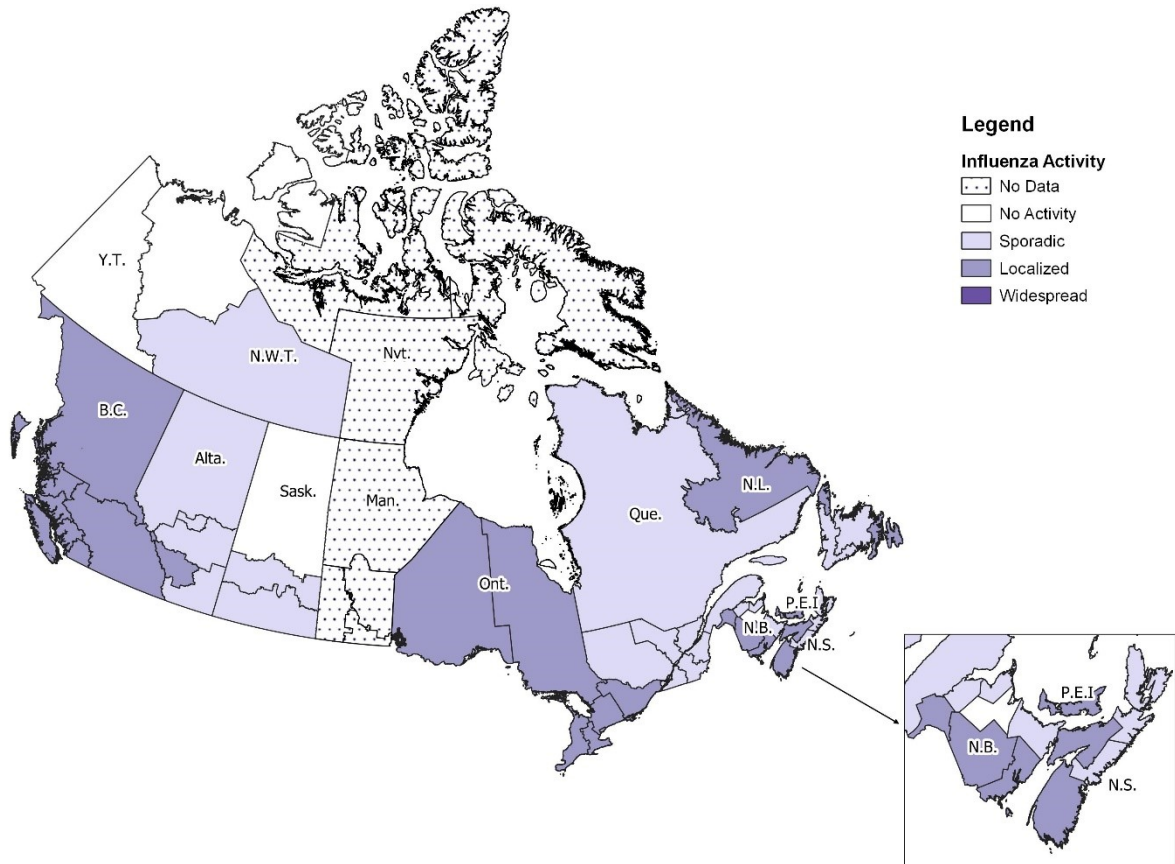 Legend
Influenza Activity
No Data
No Activity
Sporadic
Localized
Widespread
Y.T.
N.W.T.
Nvt.
B.C.
Alta.
Sask.
Man.
Ont.
Que.
N.L.
P.E.I
N.B.
N.S.
P.E.I
N.B.
N.S.